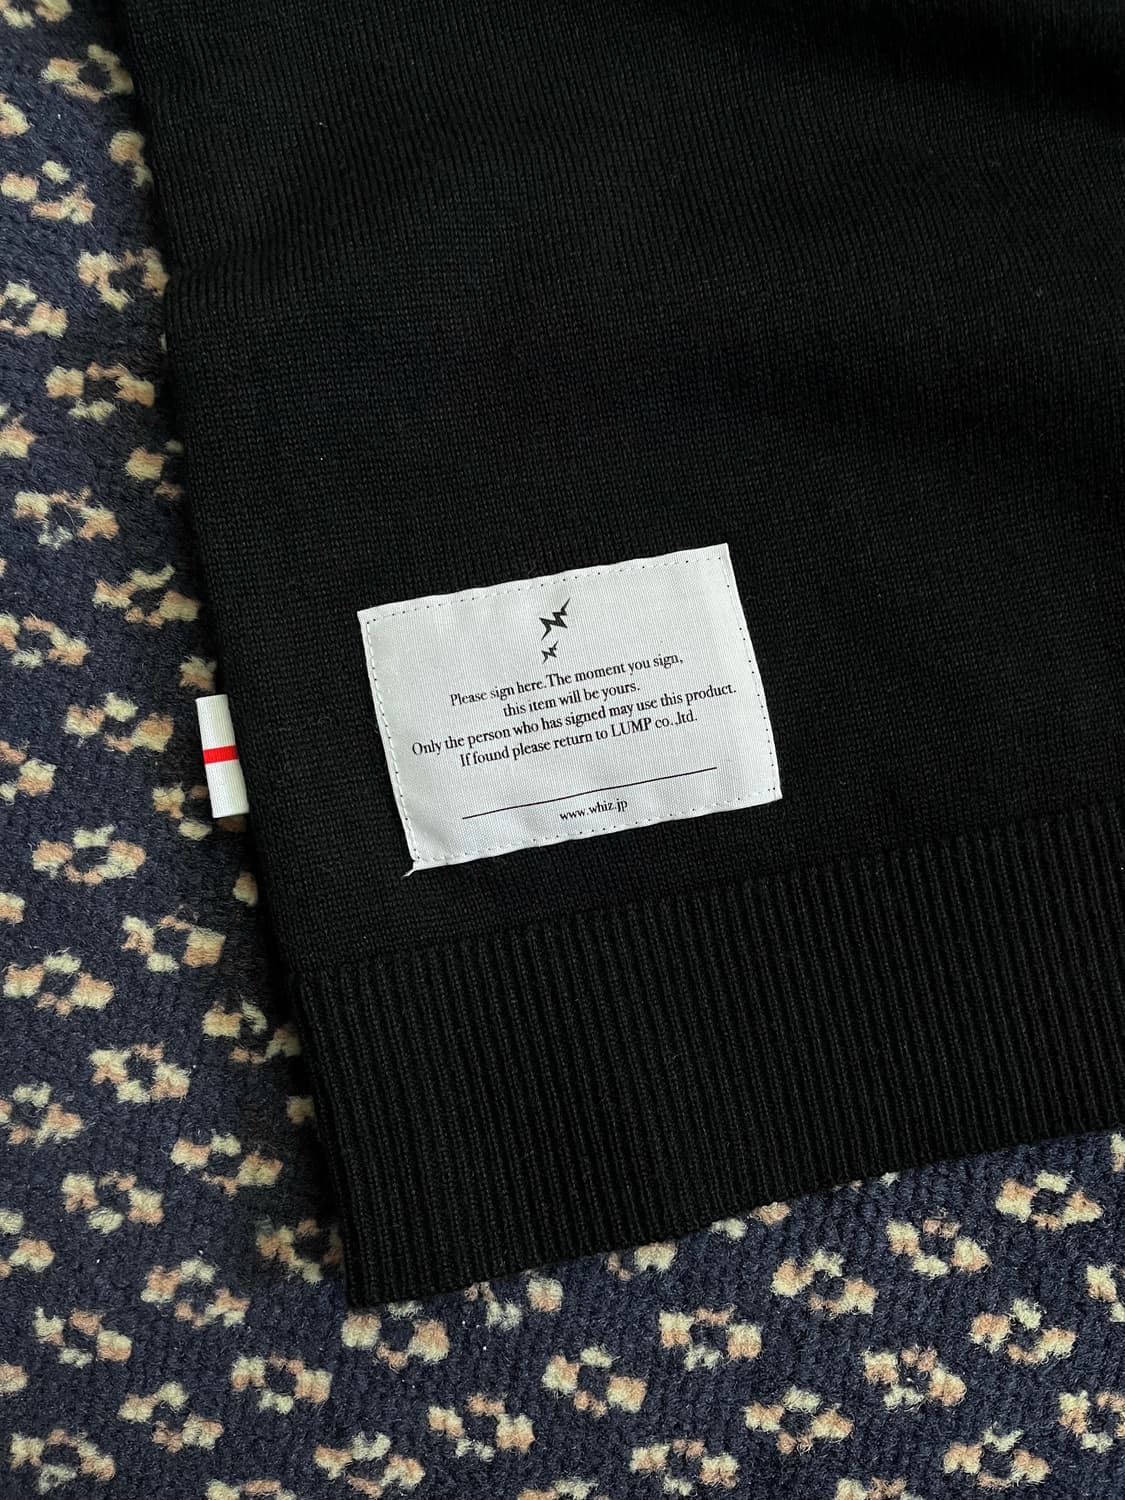 Please sign here.The moment you sign,
this item will be yours.
Only the person who has signed may use this product.
If found please return to LUMP co.,ltd.
www.whiz.jp